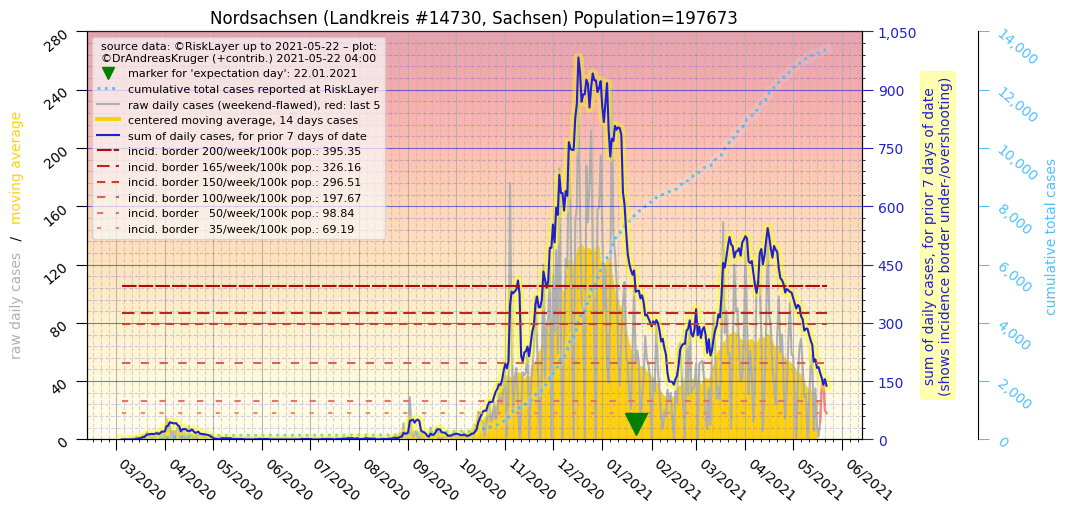 Nordsachsen (Landkreis #14730, Sachsen) Population=197673
source data: ©RiskLayer up to 2021-05-22 – plot:
©DrAndreasKruger (+contrib.) 2021-05-22 04:00
marker for 'expectation day': 22.01.2021
cumulative total cases reported at RiskLayer
raw daily cases (weekend-flawed), red: last 5
centered moving average, 14 days cases
sum of daily cases, for prior 7 days of date
incid. border 200/week/100k pop.: 395.35
incid. border 165/week/100k pop.: 326.16
incid. border 150/week/100k pop.: 296.51
incid. border 100/week/100k pop.: 197.67
incid. border   50/week/100k pop.: 98.84
incid. border   35/week/100k pop.: 69.19
raw daily cases  /  moving average
280
240
200
160
120
80
40
0
03/2020
04/2020
05/2020
06/2020
07/2020
08/2020
09/2020
10/2020
11/2020
12/2020
01/2021
02/2021
03/2021
04/2021
05/2021
06/2021
1,050
900
750
600
450
300
150
0
sum of daily cases, for prior 7 days of date
(shows incidence border under-/overshooting)
14,000
12,000
10,000
8,000
6,000
4,000
2,000
0
cumulative total cases